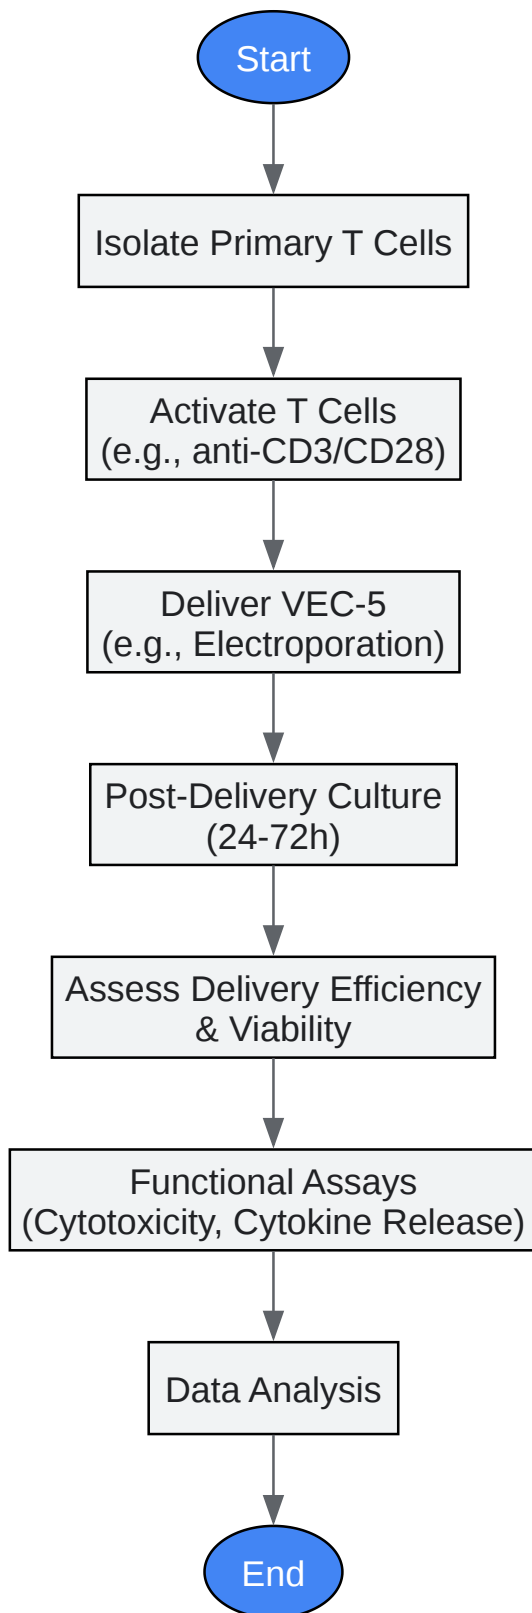 Start
Isolate Primary T Cells
Activate T Cells
(e.g., anti-CD3/CD28)
Deliver VEC-5
(e.g., Electroporation)
Post-Delivery Culture
(24-72h)
Assess Delivery Efficiency
& Viability
Functional Assays
(Cytotoxicity, Cytokine Release)
Data Analysis
End